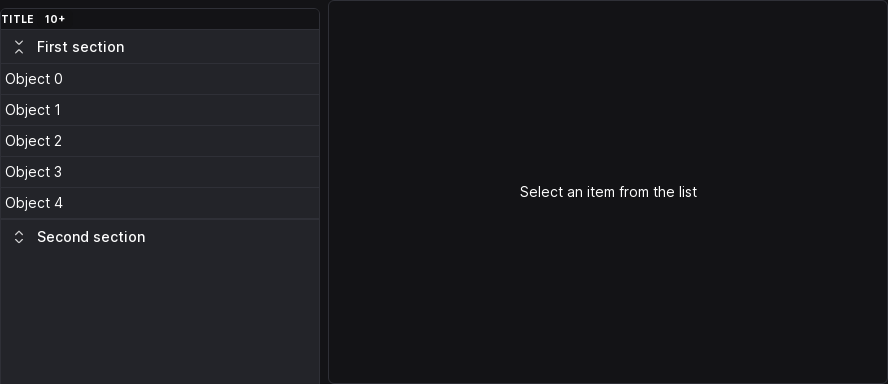 TITLE 10+
First section
Object 0
Object 1
Object 2
Object 3
Object 4
Second section
Select an item from the list